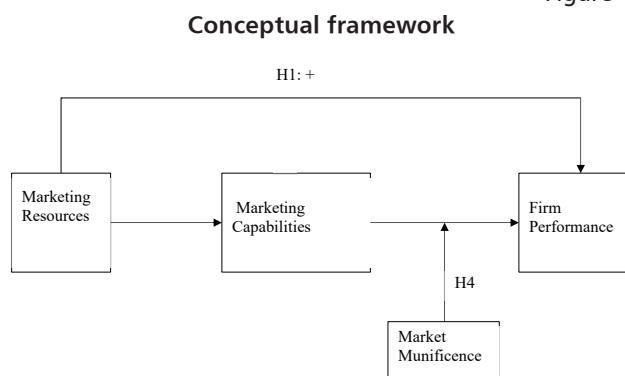 Figure
Conceptual framework
H1: +
Marketing
Resources
Marketing
Capabilities
Firm
Performance
H4
Market
Munificence